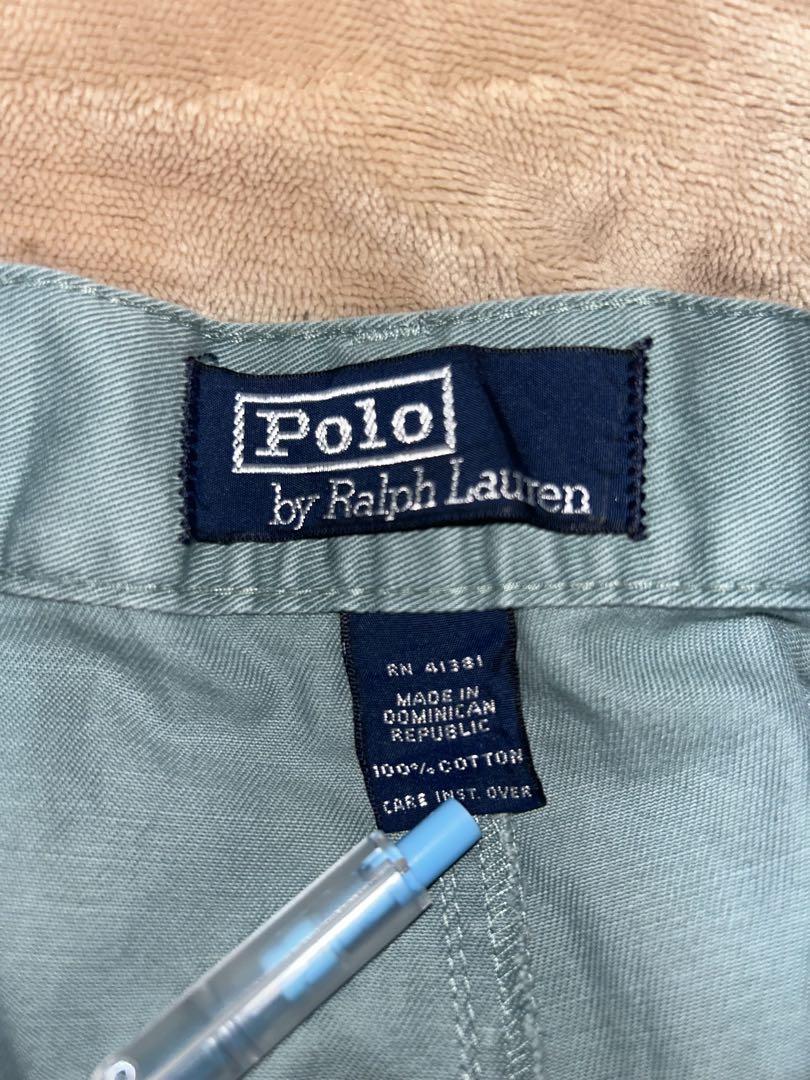 Polo
by Ralph Lauren
RN 41381
MADE IN
DOMINICAN
REPUBLIC
100% COTTON
CARE INST. OVER